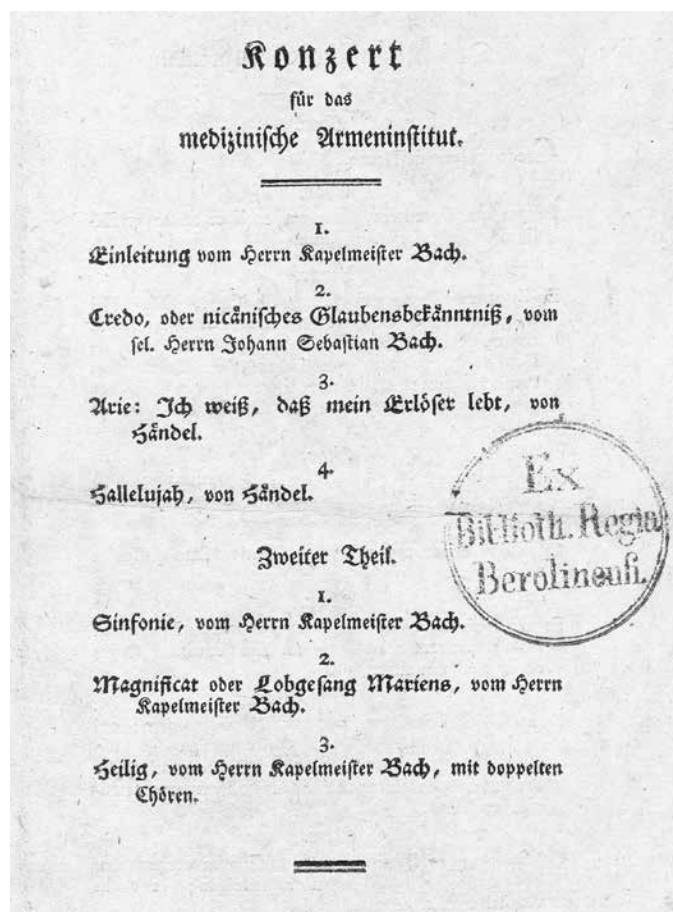 Konzert
für das
medizinische Armeninstitut.
1.
Einleitung vom Herrn Kapelmeister Bach.
2.
Credo, oder nicänisches Glaubensbekänntniß, vom
sel. Herrn Johann Sebastian Bach.
3.
Arie: Ich weiß, daß mein Erlöser lebt, von
Händel.
4.
Hallelujah, von Händel.
Ex
Biblioth. Regia
Berolinensi.
Zweiter Theil.
1.
Sinfonie, vom Herrn Kapelmeister Bach.
2.
Magnificat oder Lobgesang Mariens, vom Herrn
Kapelmeister Bach.
3.
Heilig, vom Herrn Kapelmeister Bach, mit doppelten
Chören.